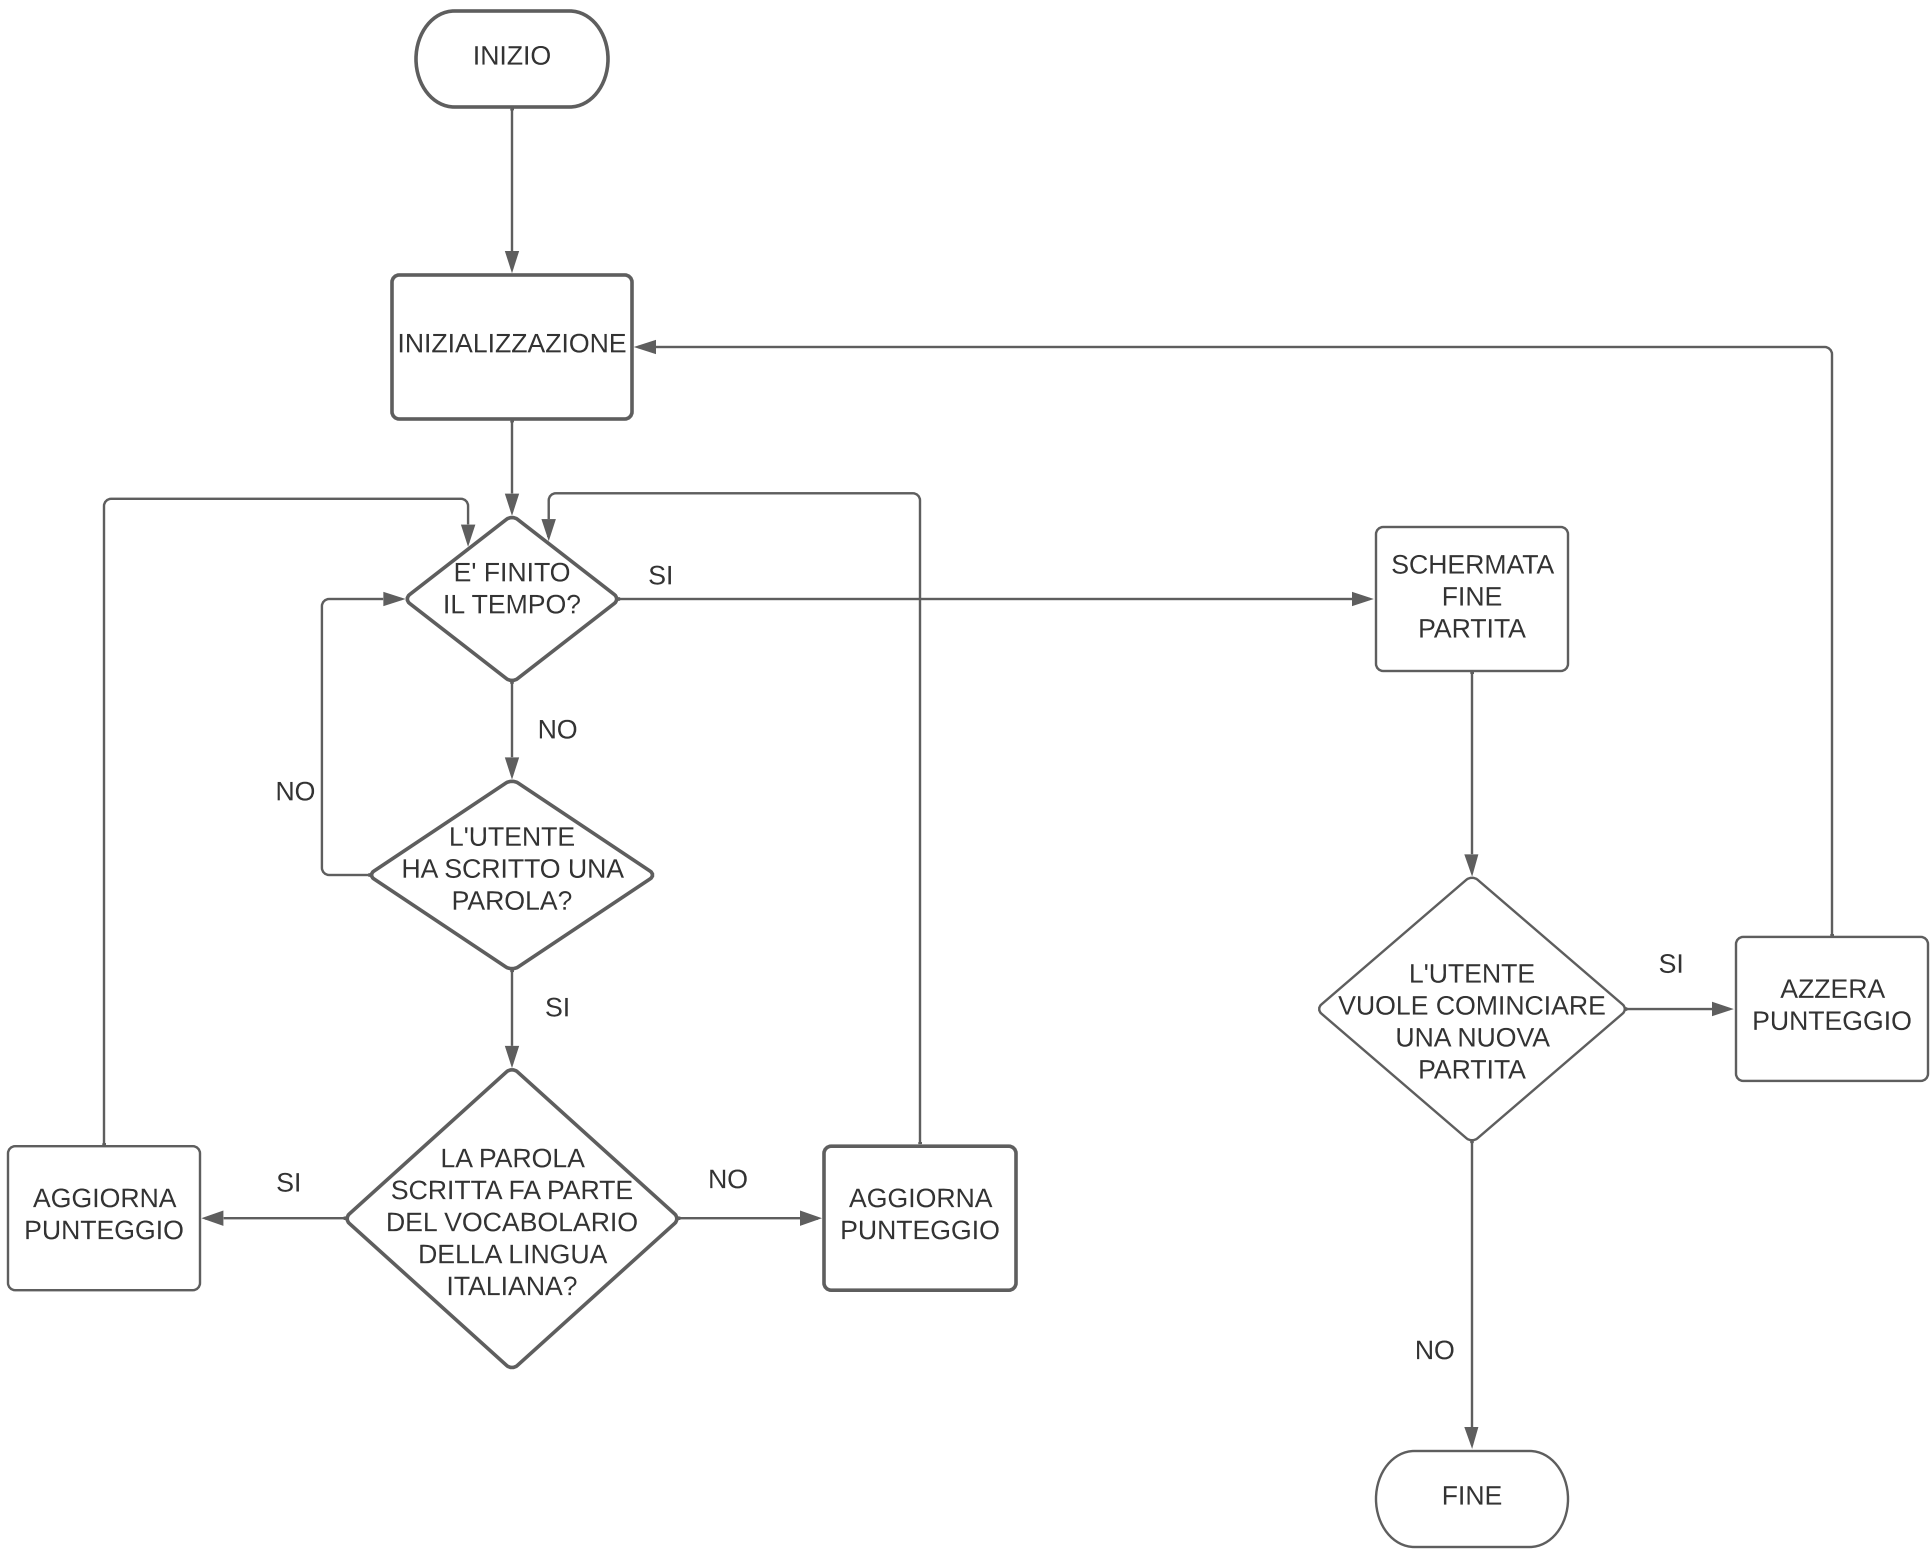 INIZIO
INIZIALIZZAZIONE
E' FINITO
IL TEMPO?
SI
SCHERMATA
FINE
PARTITA
NO
NO
L'UTENTE
HA SCRITTO UNA
PAROLA?
SI
L'UTENTE
VUOLE COMINCIARE
UNA NUOVA
PARTITA
SI
AZZERA
PUNTEGGIO
LA PAROLA
SCRITTA FA PARTE
DEL VOCABOLARIO
DELLA LINGUA
ITALIANA?
SI
AGGIORNA
PUNTEGGIO
NO
AGGIORNA
PUNTEGGIO
NO
FINE